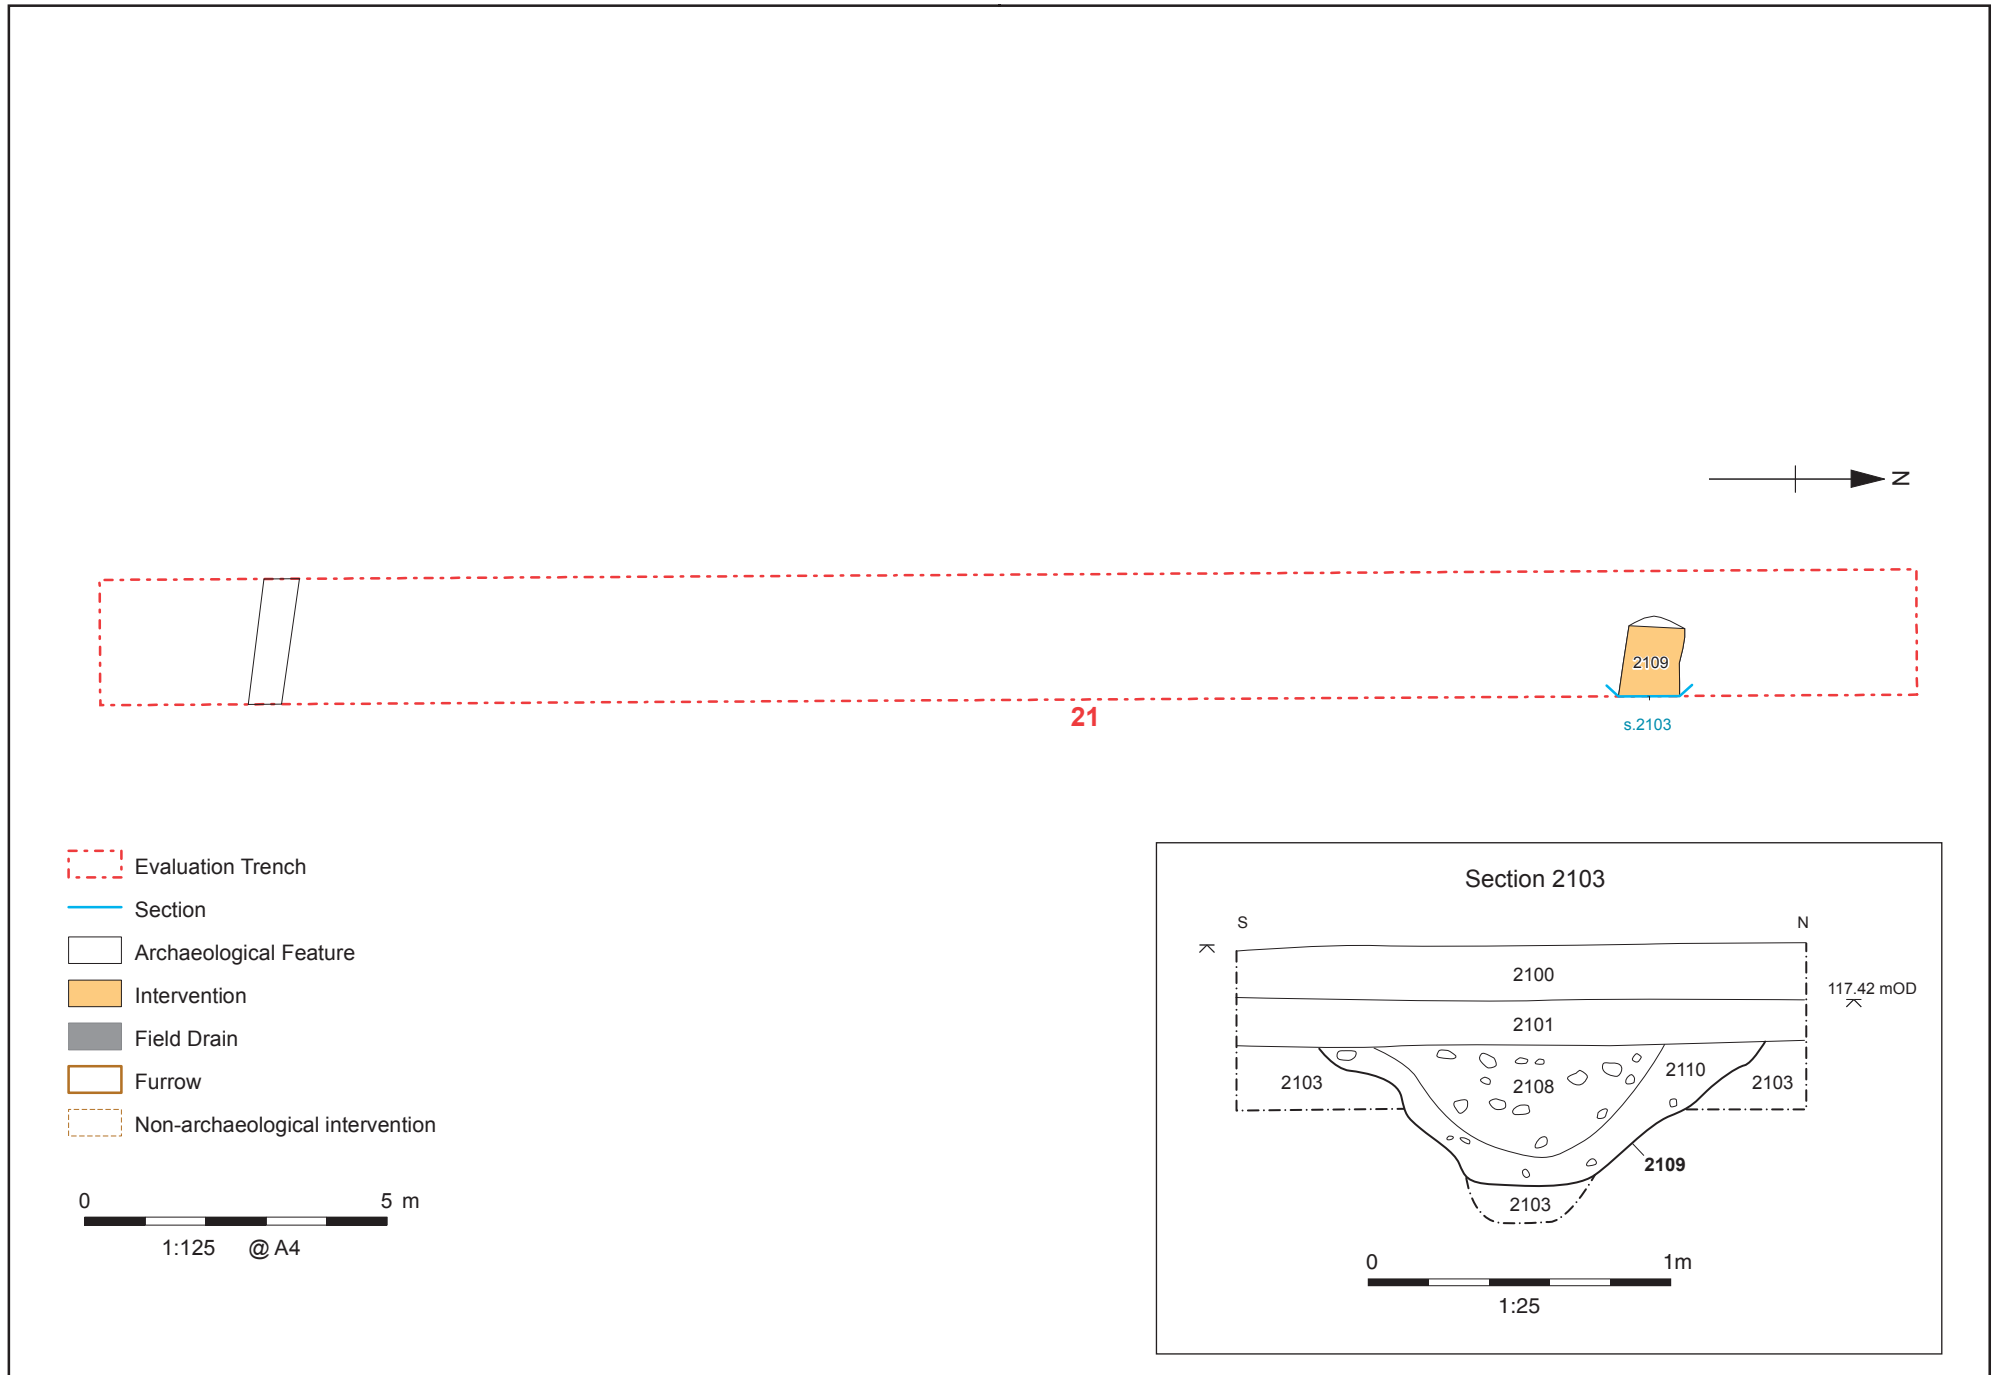 N
2109
21
s.2103
Evaluation Trench
Section
Archaeological Feature
Intervention
Field Drain
Furrow
Non-archaeological intervention
0 5 m
1:125 @ A4
Section 2103
S N
2100
117.42 mOD
2101
2103 2108 2110 2103
2109
2103
0 1m
1:25